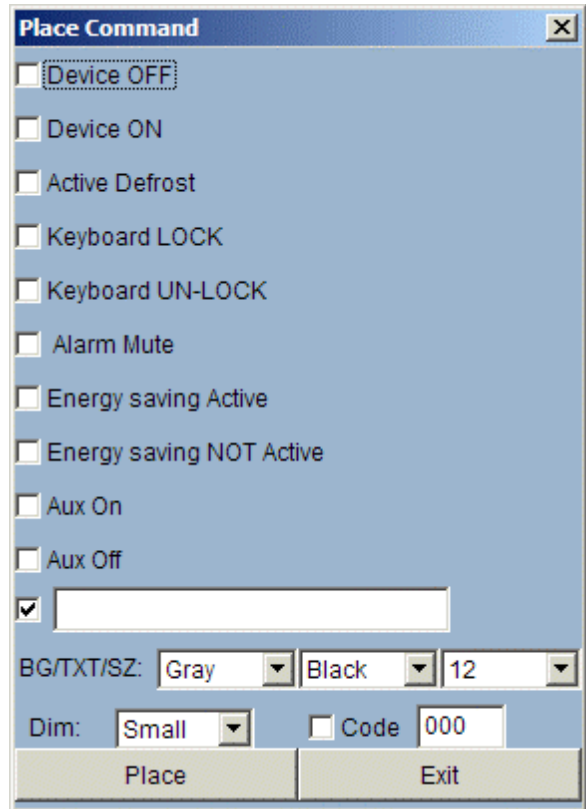 Place Command
Device OFF
Device ON
Active Defrost
Keyboard LOCK
Keyboard UN-LOCK
Alarm Mute
Energy saving Active
Energy saving NOT Active
Aux On
Aux Off
BG/TXT/SZ: Gray Black 12
Dim: Small Code 000
Place Exit